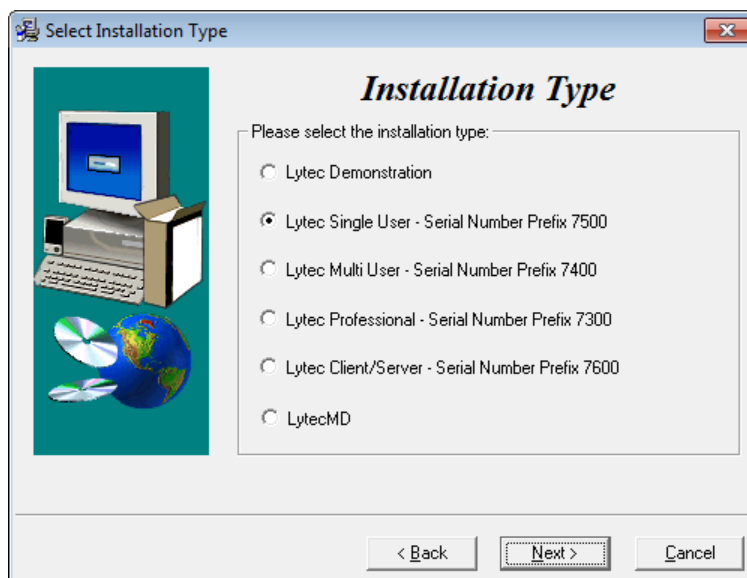 Select Installation Type
Installation Type
Please select the installation type:
Lytec Demonstration
Lytec Single User - Serial Number Prefix 7500
Lytec Multi User - Serial Number Prefix 7400
Lytec Professional - Serial Number Prefix 7300
Lytec Client/Server - Serial Number Prefix 7600
LytecMD
< Back
Next >
Cancel